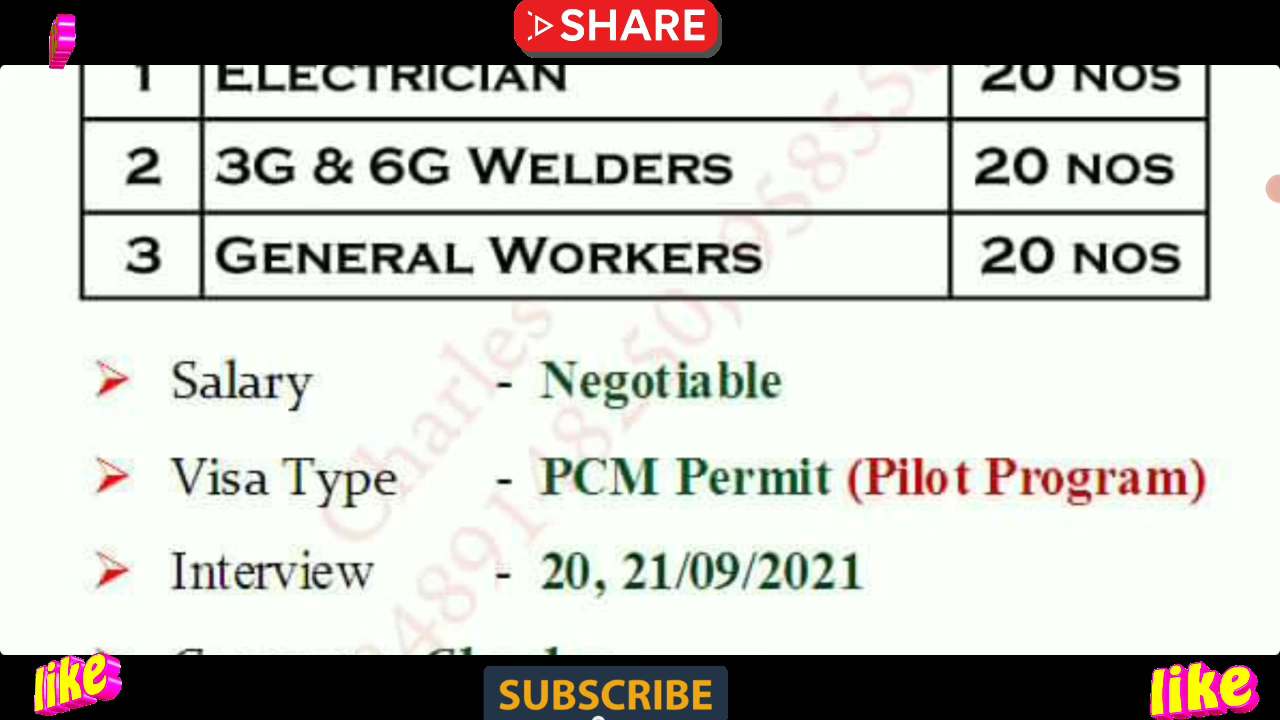 SHARE
1 ELECTRICIAN 20 NOS
2 3G & 6G WELDERS 20 NOS
3 GENERAL WORKERS 20 NOS
Salary - Negotiable
Visa Type - PCM Permit (Pilot Program)
Interview - 20, 21/09/2021
Charles
like
SUBSCRIBE
like